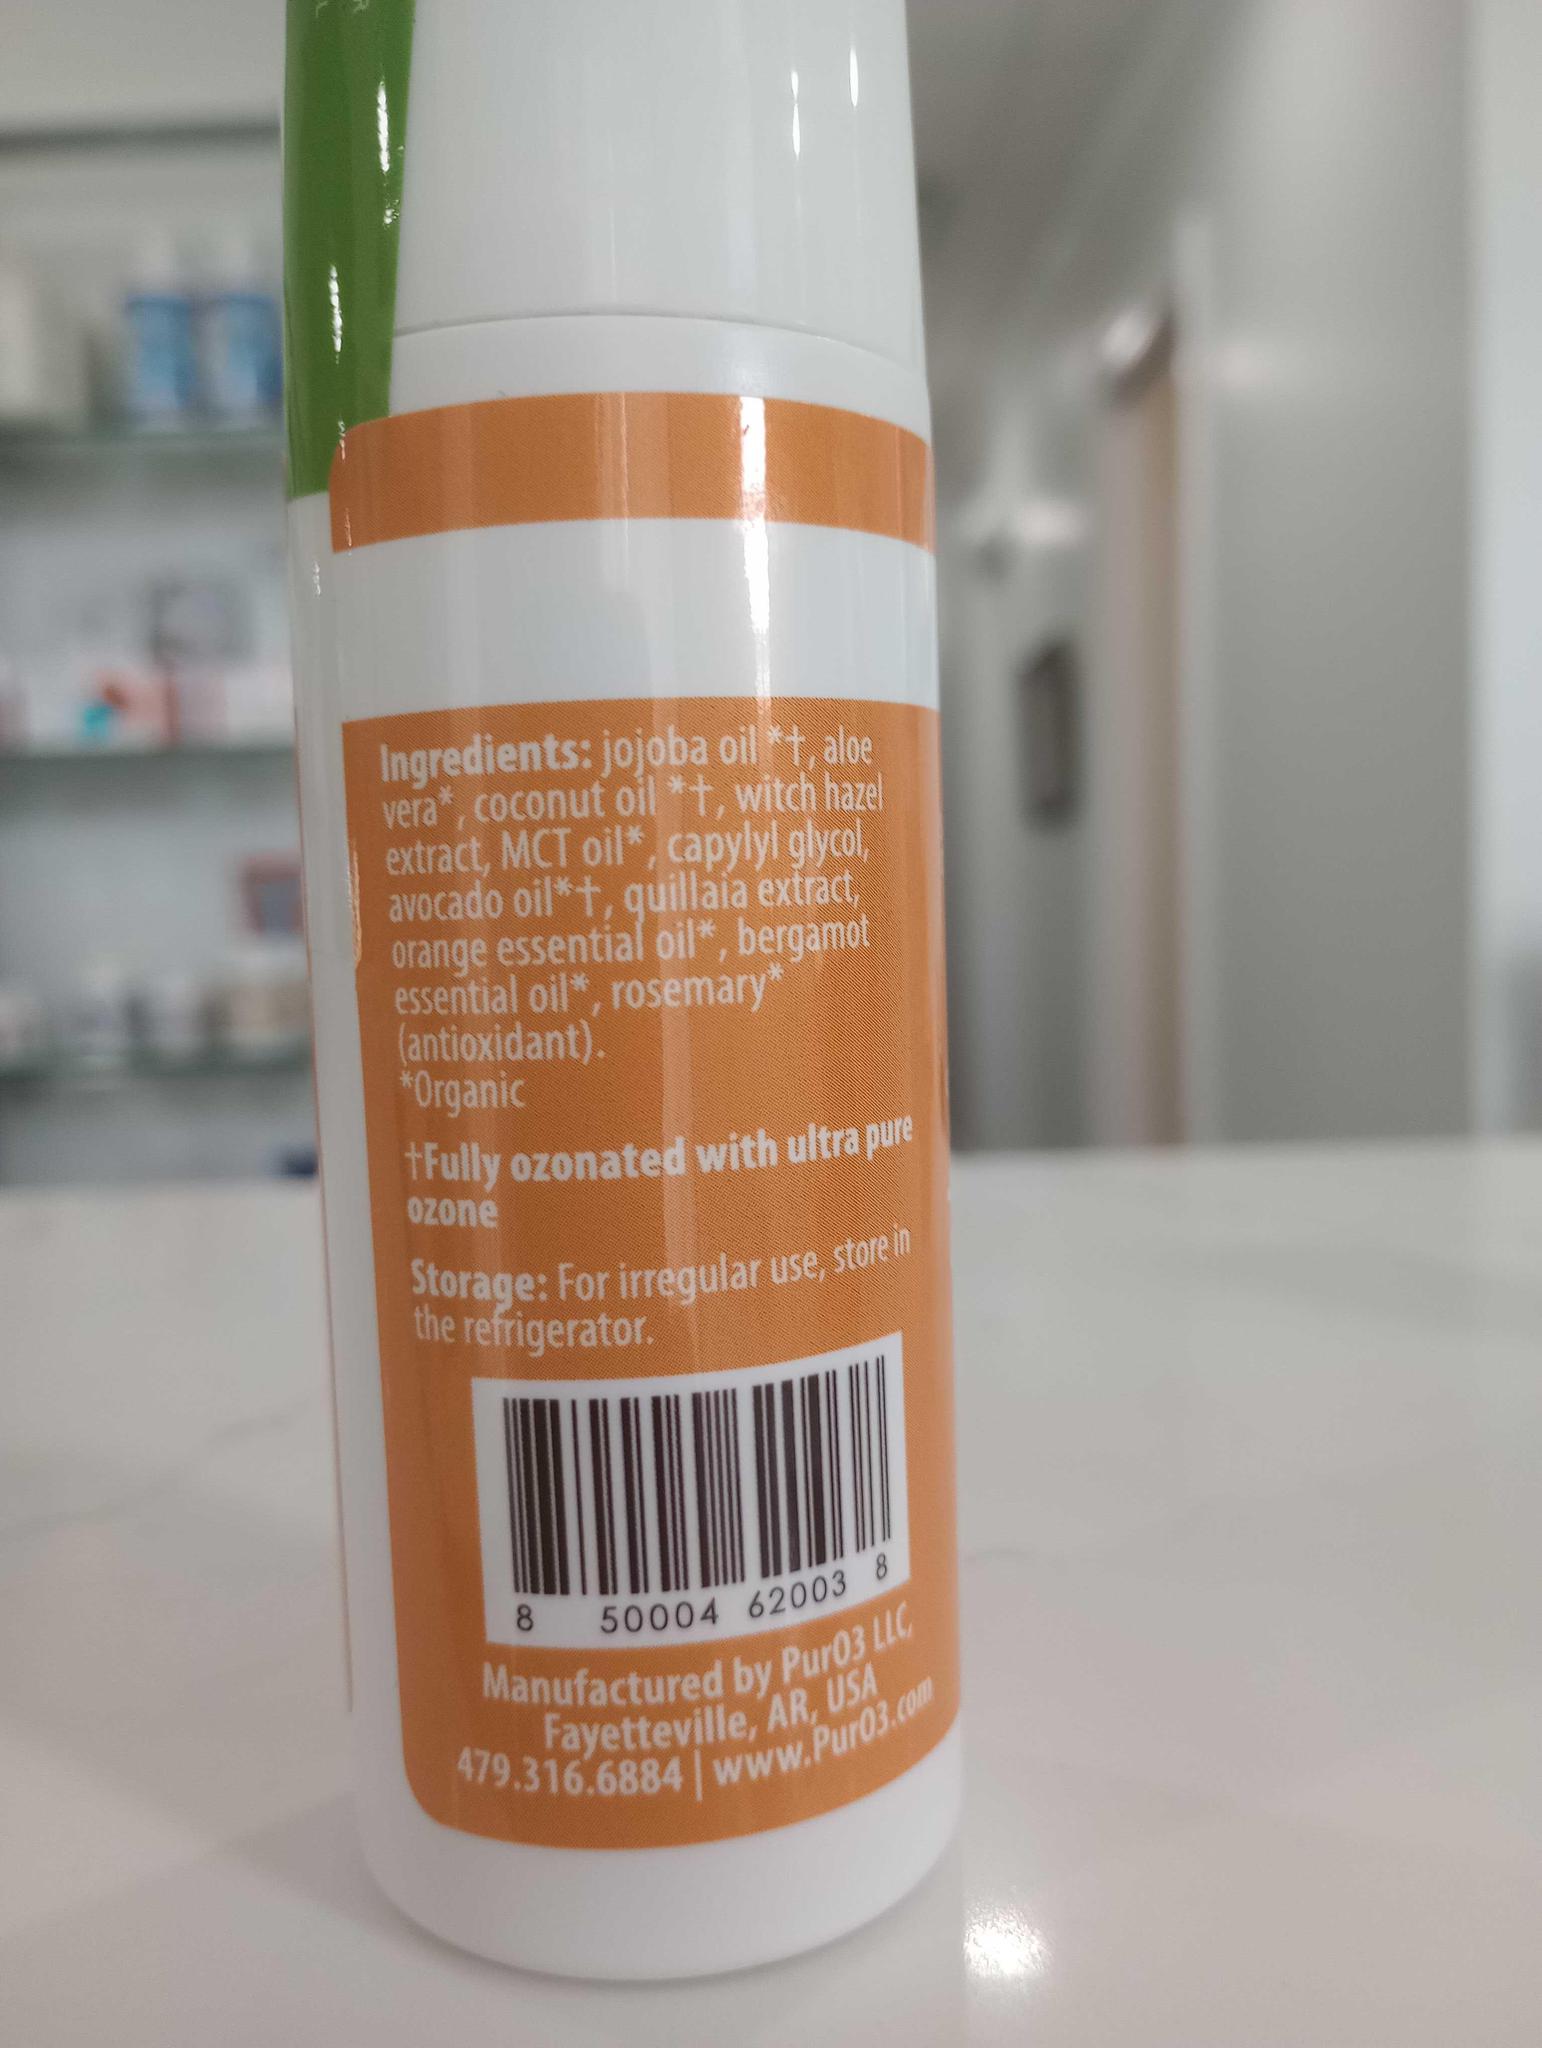 Ingredients: jojoba oil *†, aloe
vera*, coconut oil *†, witch hazel
extract, MCT oil*, capylyl glycol,
avocado oil*†, quillaia extract,
orange essential oil*, bergamot
essential oil*, rosemary*
(antioxidant).
*Organic
†Fully ozonated with ultra pure
ozone
Storage: For irregular use, store in
the refrigerator.
8 50004 62003 8
Manufactured by PurO3 LLC,
Fayetteville, AR, USA
479.316.6884 | www.PurO3.com